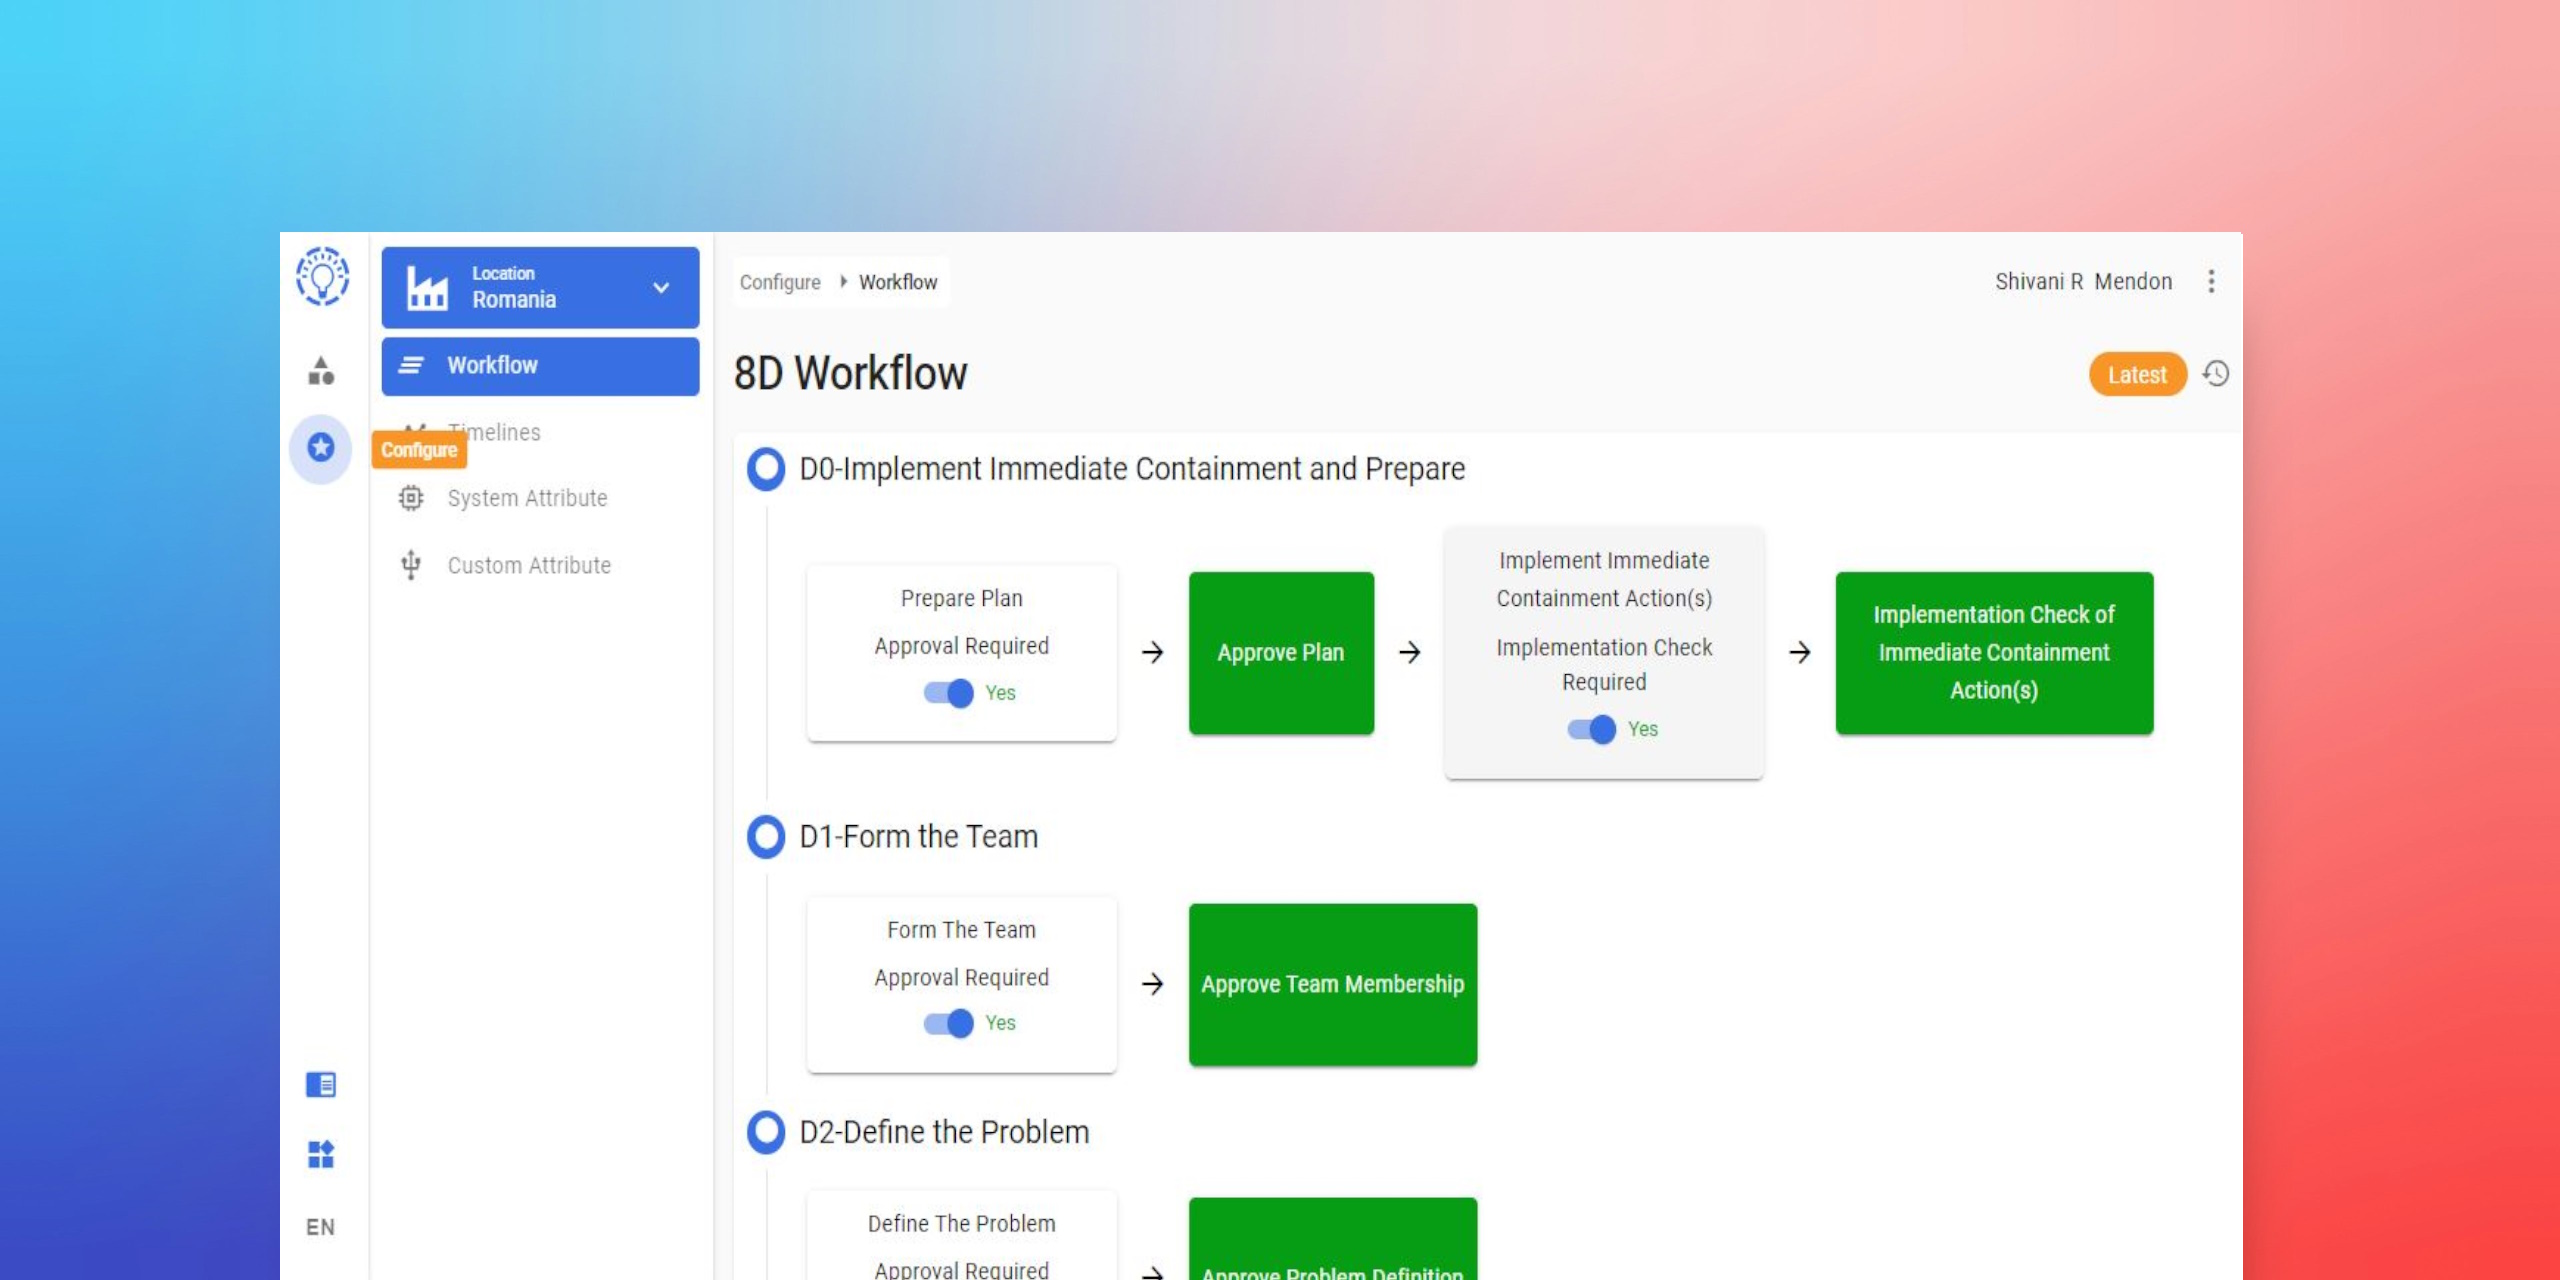 Location
Romania
Workflow
Timelines
Configure
System Attribute
Custom Attribute
EN
Configure Workflow
Shivani R Mendon
8D Workflow
Latest
D0-Implement Immediate Containment and Prepare
Prepare Plan
Approval Required
Yes
Approve Plan
Implement Immediate
Containment Action(s)
Implementation Check
Required
Yes
Implementation Check of
Immediate Containment
Action(s)
D1-Form the Team
Form The Team
Approval Required
Yes
Approve Team Membership
D2-Define the Problem
Define The Problem
Approval Required
Approve Problem Definition